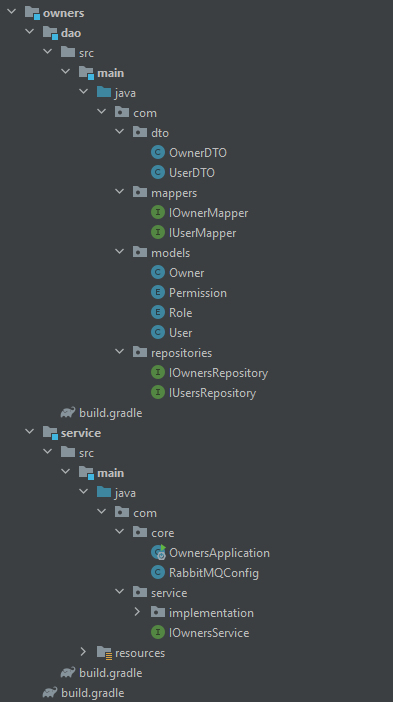 owners
dao
src
main
java
com
dto
OwnerDTO
UserDTO
mappers
IOwnerMapper
IUserMapper
models
Owner
Permission
Role
User
repositories
IOwnersRepository
IUsersRepository
build.gradle
service
src
main
java
com
core
OwnersApplication
RabbitMQConfig
service
implementation
IOwnersService
resources
build.gradle
build.gradle